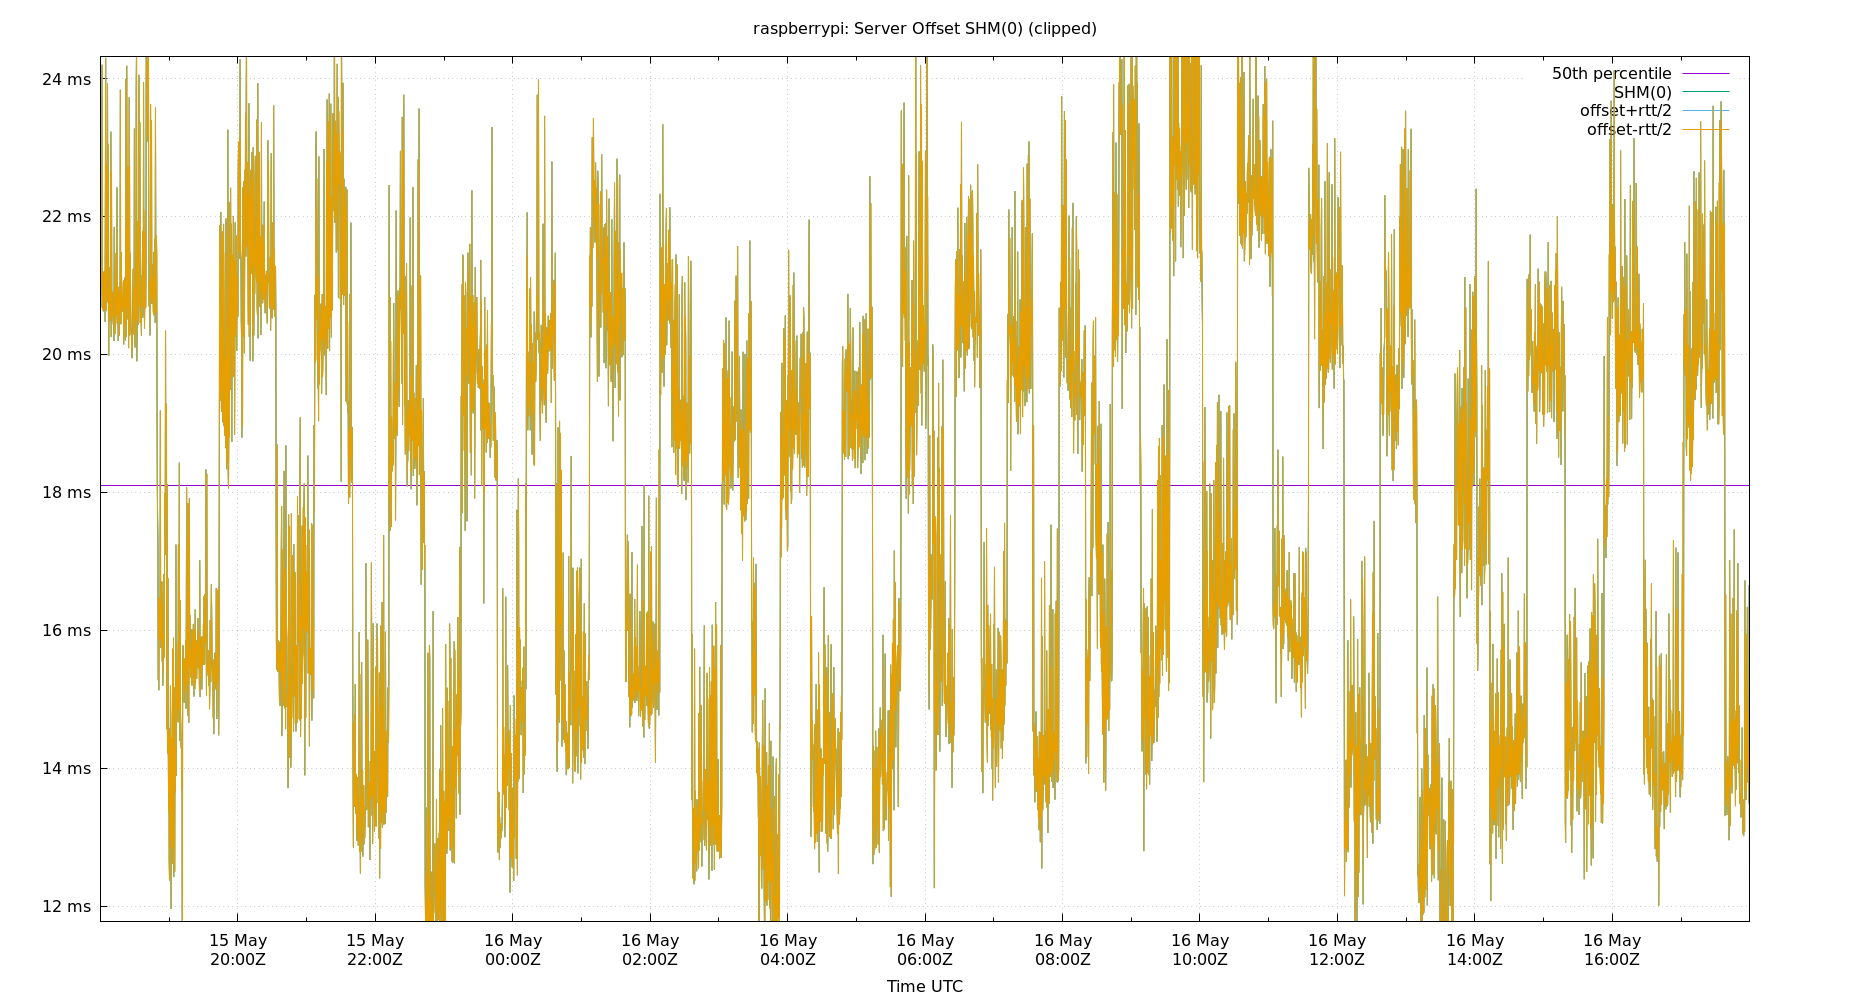 raspberrypi: Server Offset SHM(0) (clipped)
24 ms
22 ms
20 ms
18 ms
16 ms
14 ms
12 ms
50th percentile
SHM(0)
offset+rtt/2
offset-rtt/2
15 May
20:00Z
15 May
22:00Z
16 May
00:00Z
16 May
02:00Z
16 May
04:00Z
16 May
06:00Z
16 May
08:00Z
16 May
10:00Z
16 May
12:00Z
16 May
14:00Z
16 May
16:00Z
Time UTC